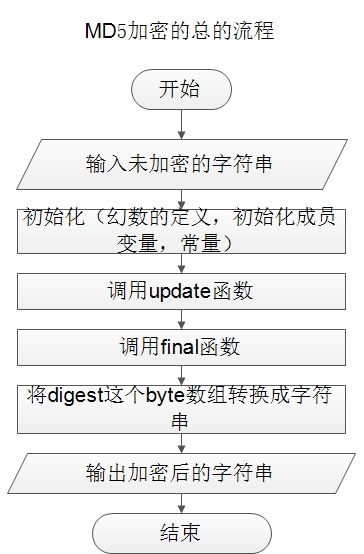 MD5加密的总的流程
开始
输入未加密的字符串
初始化（幻数的定义，初始化成员
变量，常量）
调用update函数
调用final函数
将digest这个byte数组转换成字符
串
输出加密后的字符串
结束